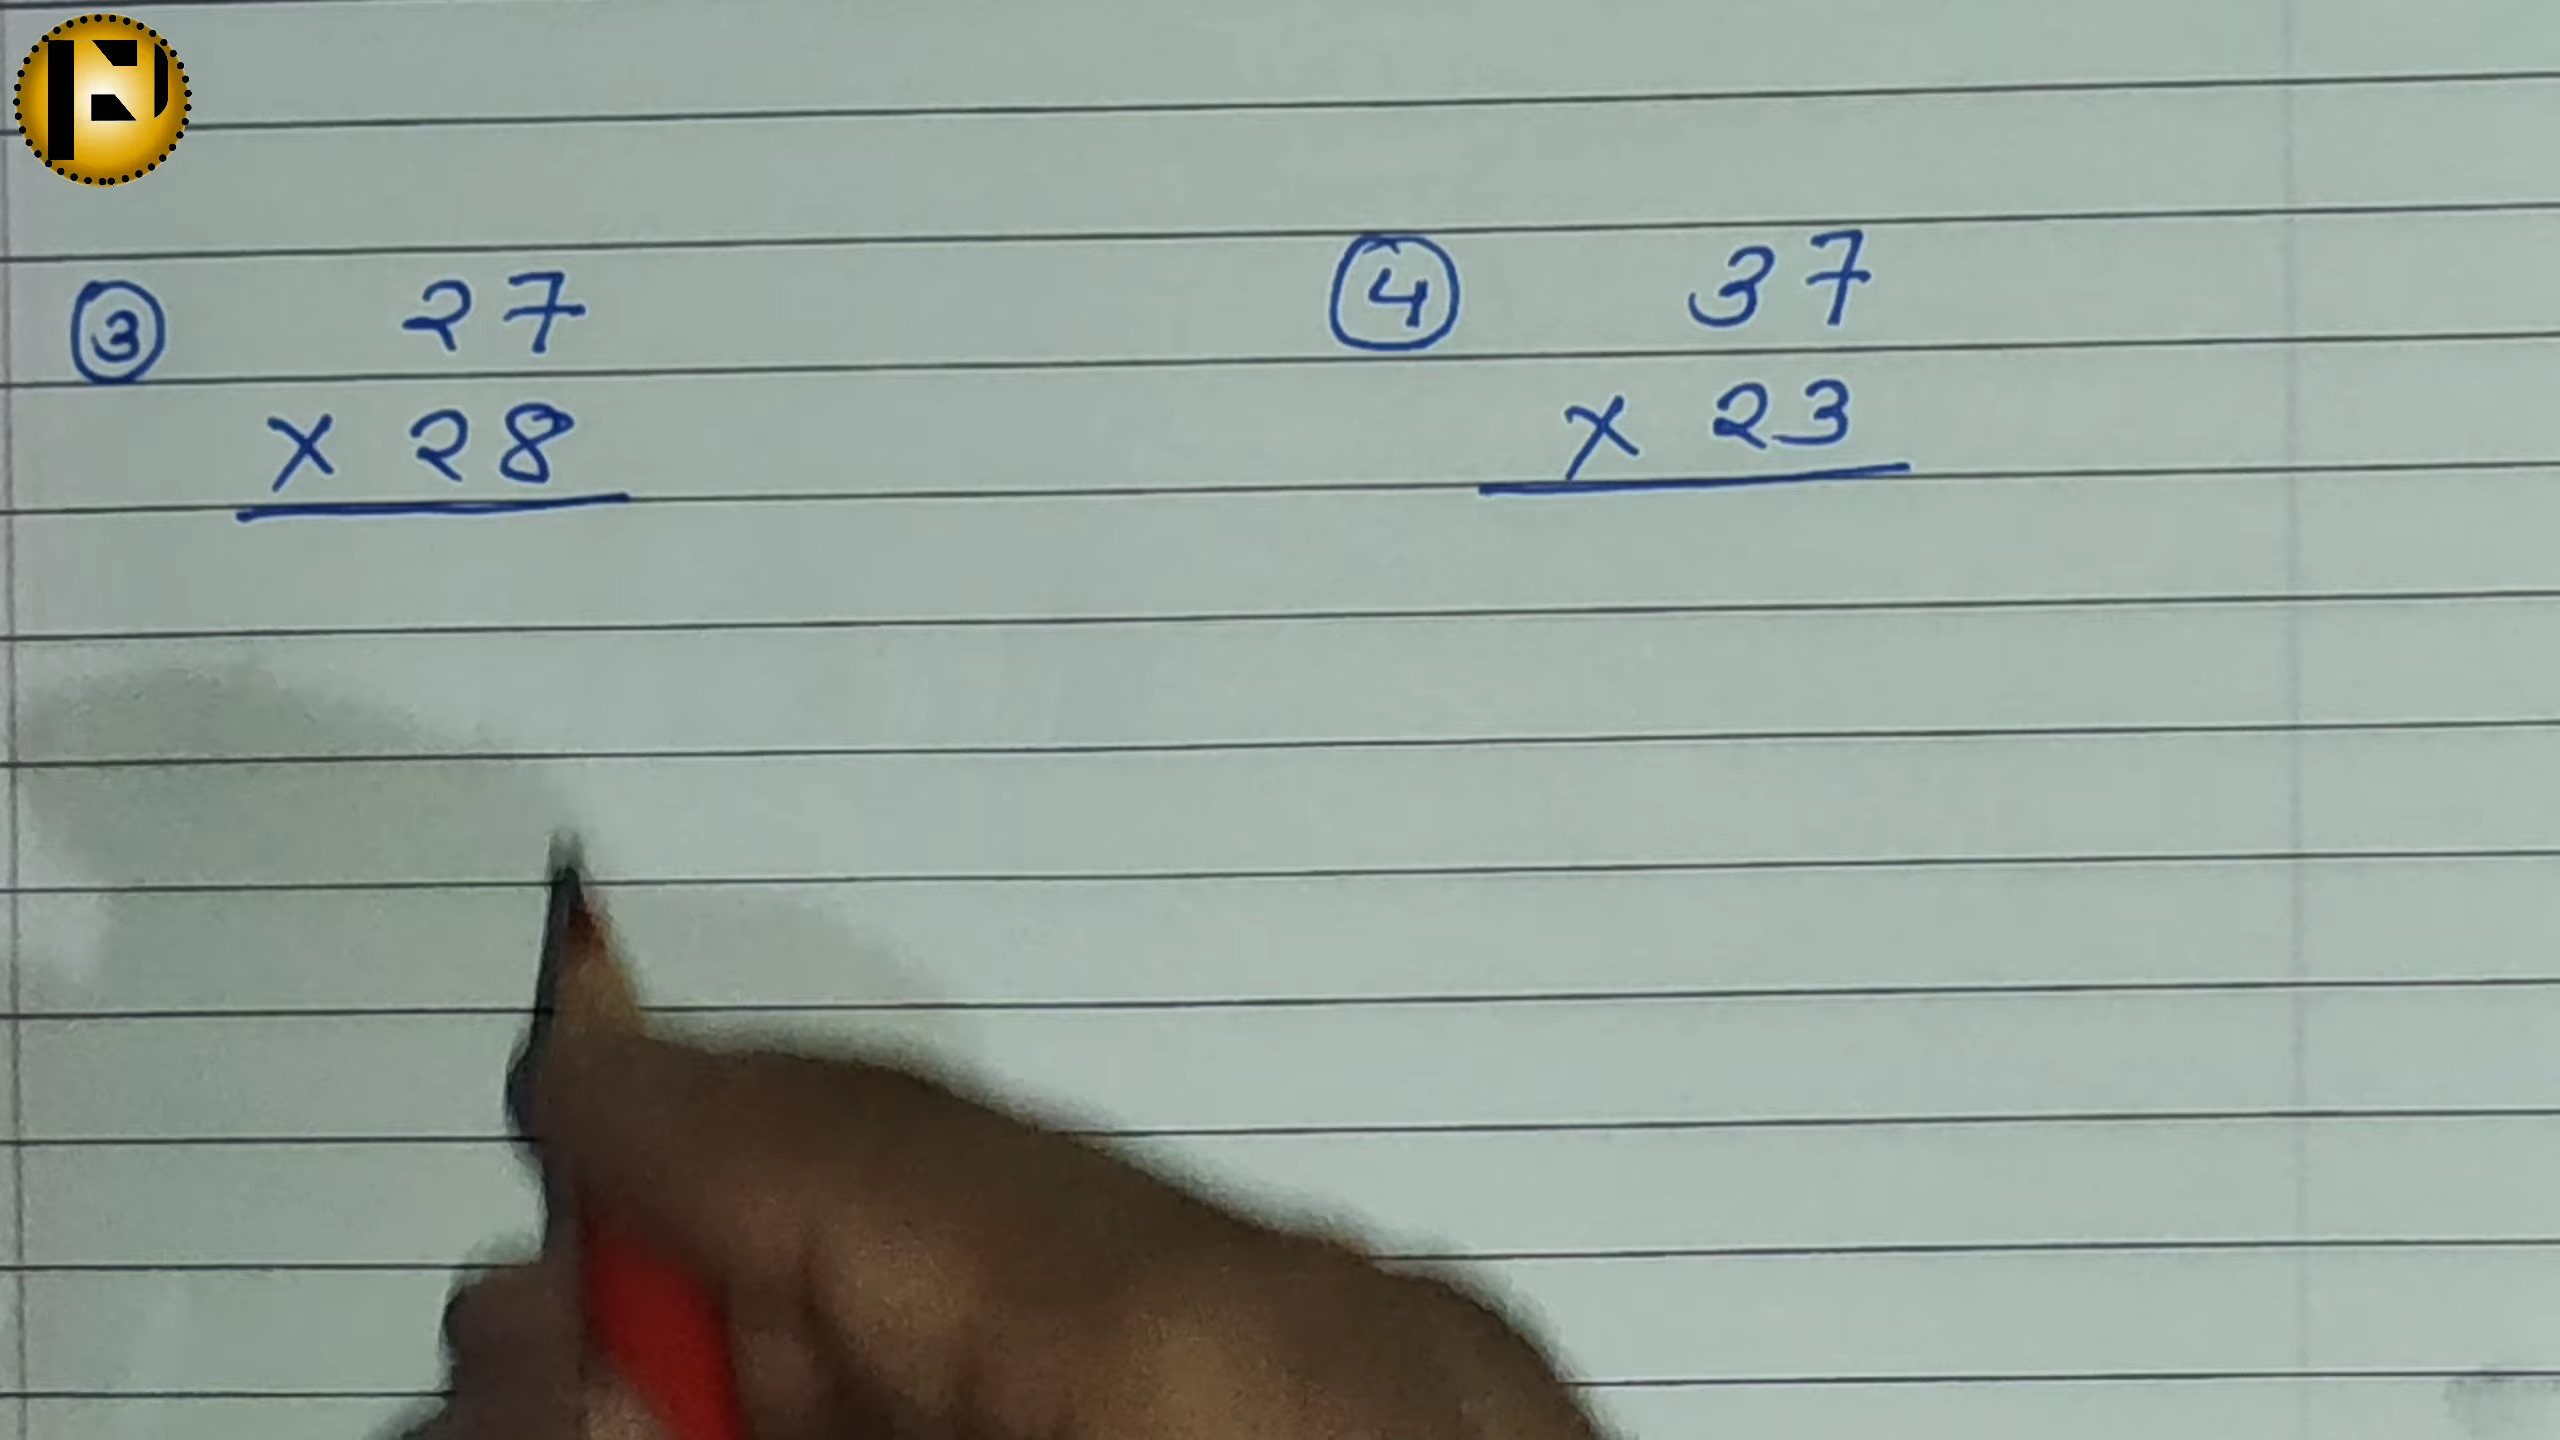 ③ 27
× 28
④ 37
× 23